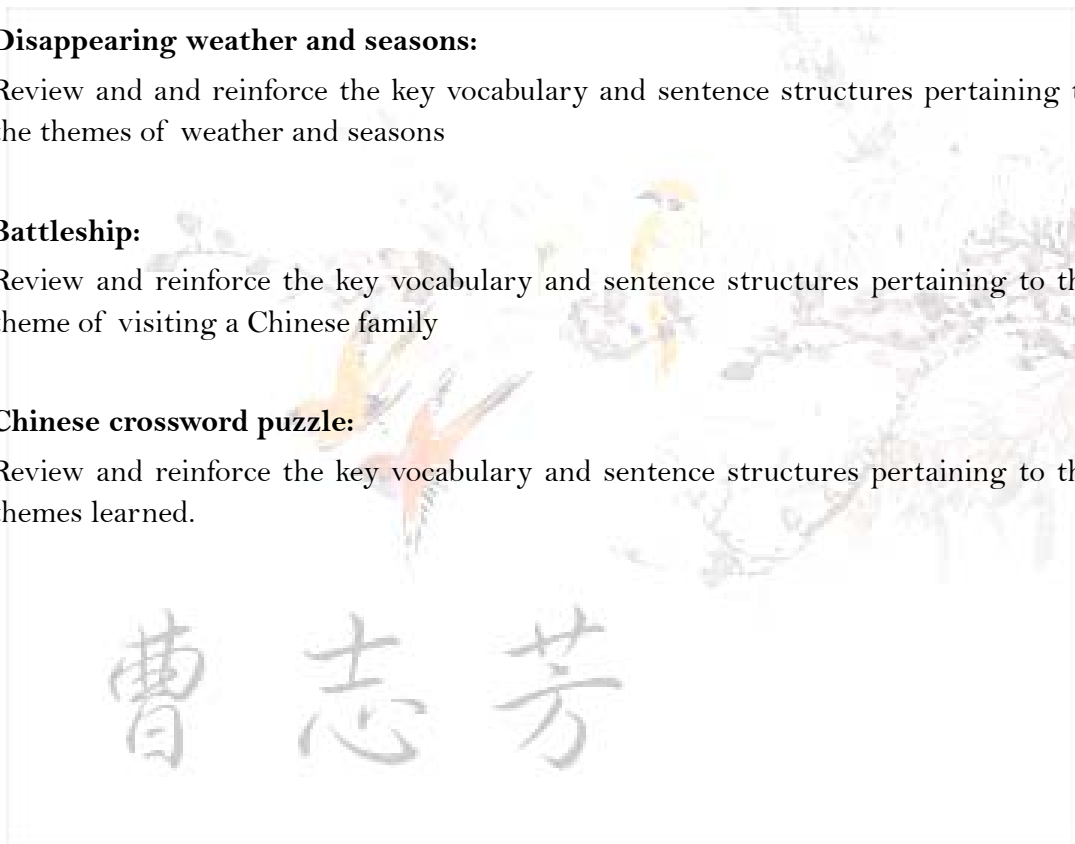 Disappearing weather and seasons:
Review and and reinforce the key vocabulary and sentence structures pertaining t
the themes of weather and seasons
Battleship:
Review and reinforce the key vocabulary and sentence structures pertaining to th
theme of visiting a Chinese family
Chinese crossword puzzle:
Review and reinforce the key vocabulary and sentence structures pertaining to th
themes learned.
曹志芳